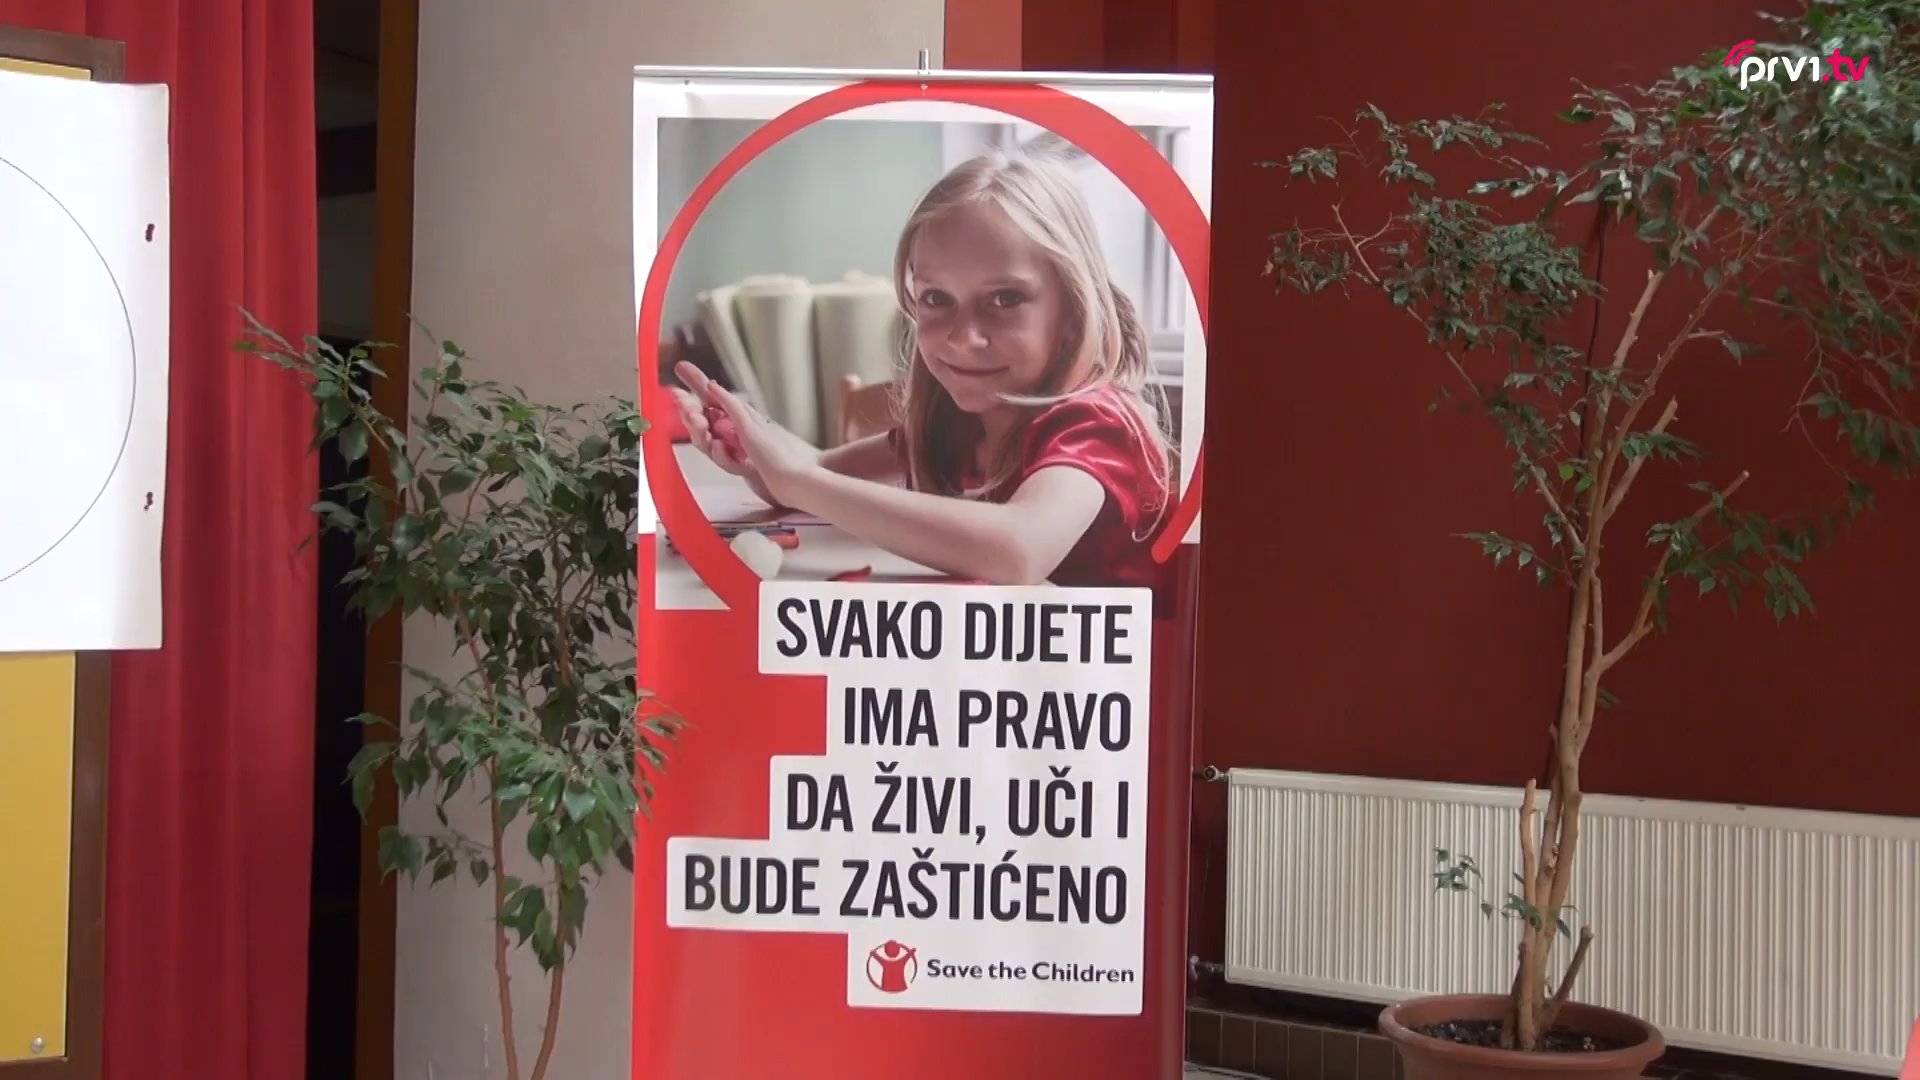 prv1.tv
SVAKO DIJETE
IMA PRAVO
DA ŽIVI, UČI I
BUDE ZAŠTIĆENO
Save the Children